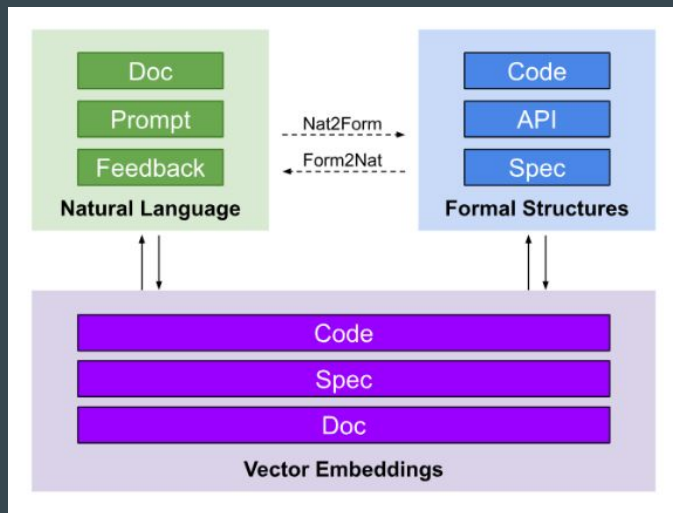 Doc
Prompt
Feedback
Natural Language
Nat2Form
Form2Nat
Code
API
Spec
Formal Structures
Code
Spec
Doc
Vector Embeddings